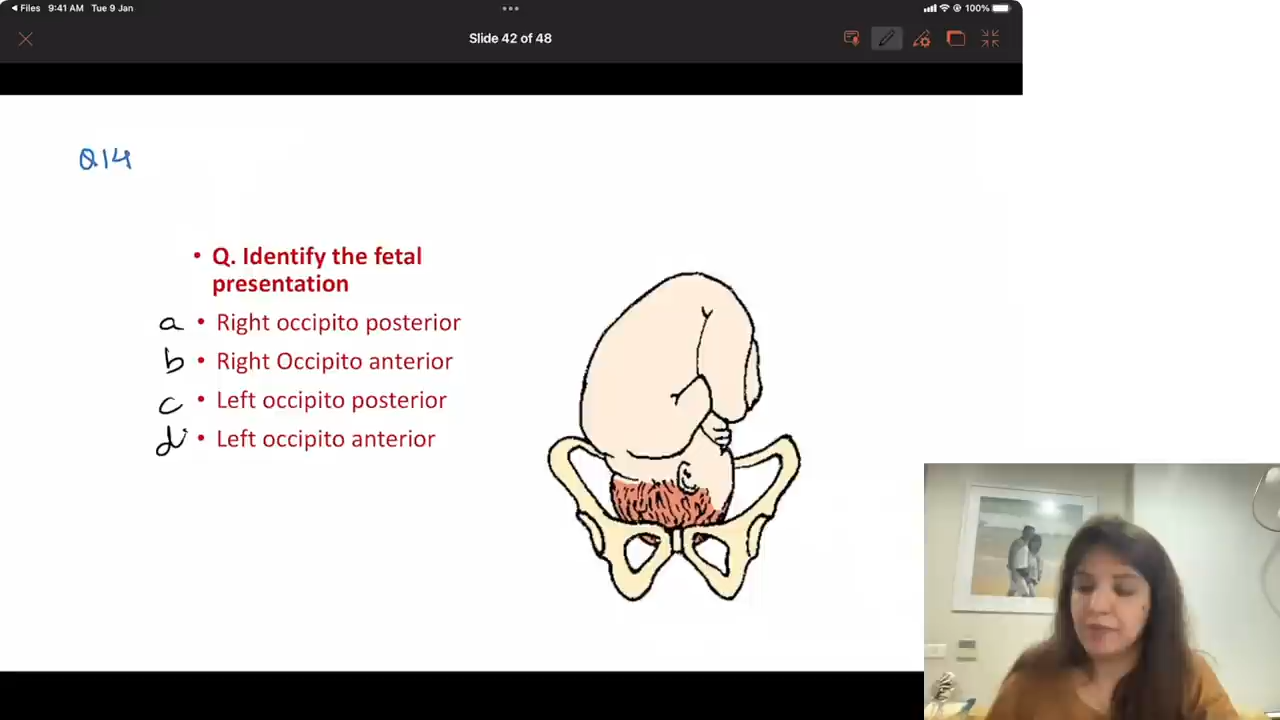 Files 9:41 AM Tue 9 Jan
100%
Slide 42 of 48
Q.14
• Q. Identify the fetal
presentation
a • Right occipito posterior
b • Right Occipito anterior
c • Left occipito posterior
d • Left occipito anterior